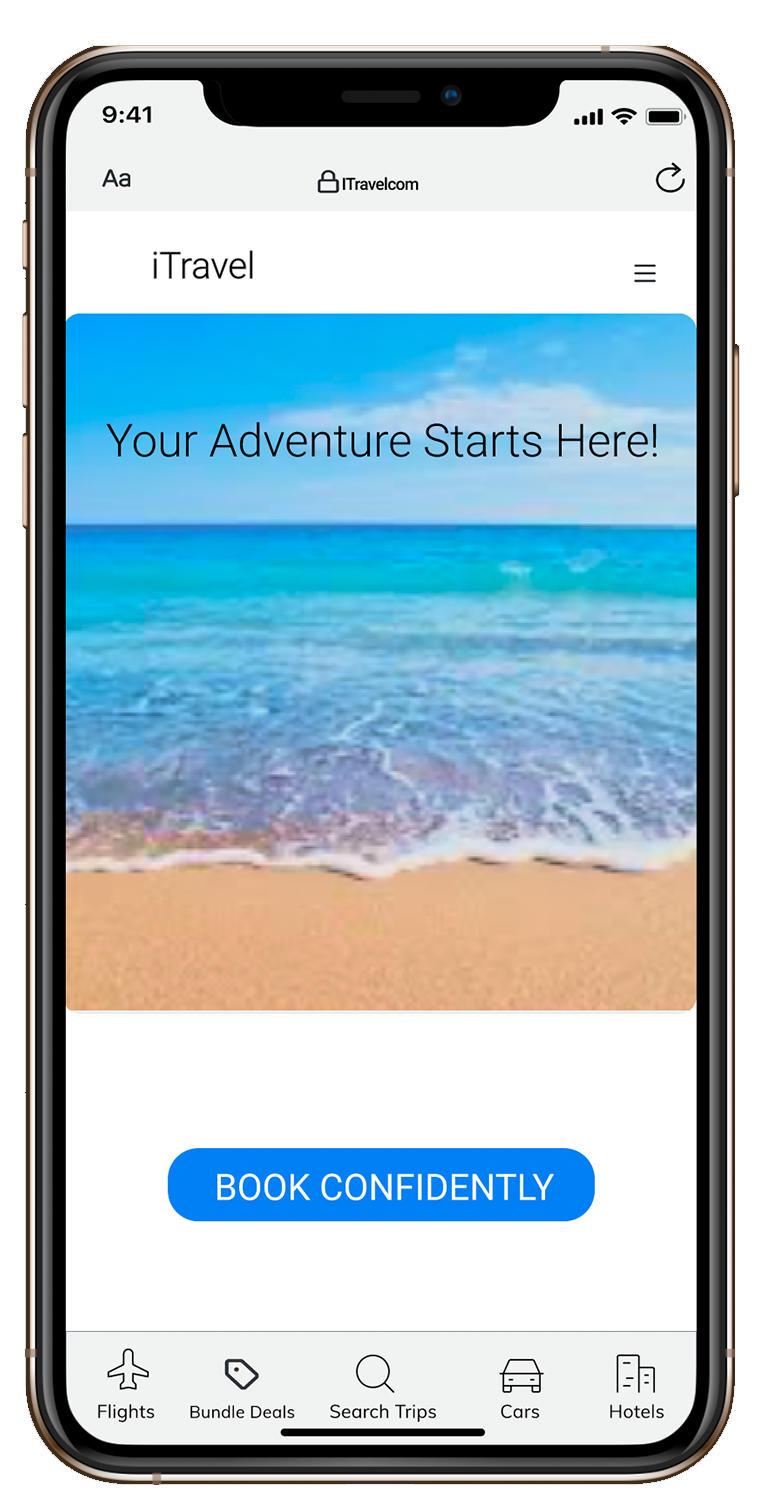 9:41
Aa
ITravelcom
iTravel
Your Adventure Starts Here!
BOOK CONFIDENTLY
Flights Bundle Deals Search Trips Cars Hotels